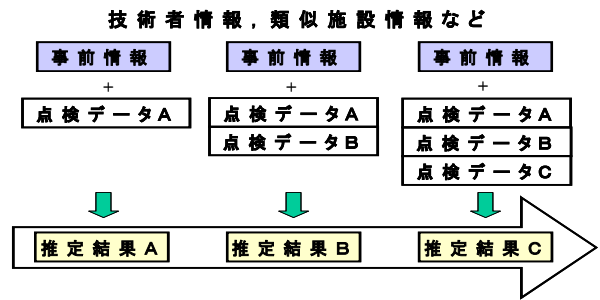 技術者情報，類似施設情報など
事前情報 事前情報 事前情報
+ + +
点検データA 点検データA 点検データA
点検データB 点検データB
点検データC
推定結果A 推定結果B 推定結果C